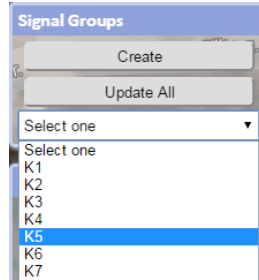 Signal Groups
Create
Update All
Select one
Select one
K1
K2
K3
K4
K5
K6
K7